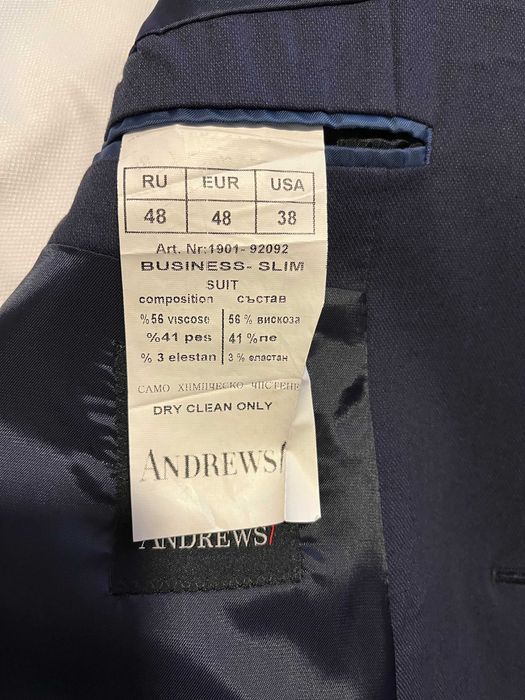 RU EUR USA
48 48 38
Art. Nr:1901- 92092
BUSINESS- SLIM
SUIT
composition състав
%56 viscose 56 % вискоза
%41 pes 41 %пе
% 3 elestan 3 % еластан
САМО ХИМИЧЕСКО ЧИСТЕНЕ
DRY CLEAN ONLY
ANDREWS/
ANDREWS/